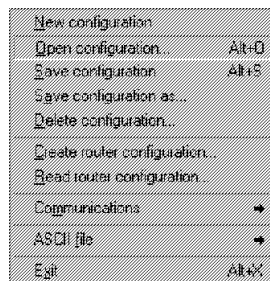 New configuration
Open configuration... Alt+O
Save configuration Alt+S
Save configuration as...
Delete configuration...
Create router configuration...
Read router configuration...
Communications
ASCII file
Exit Alt+X